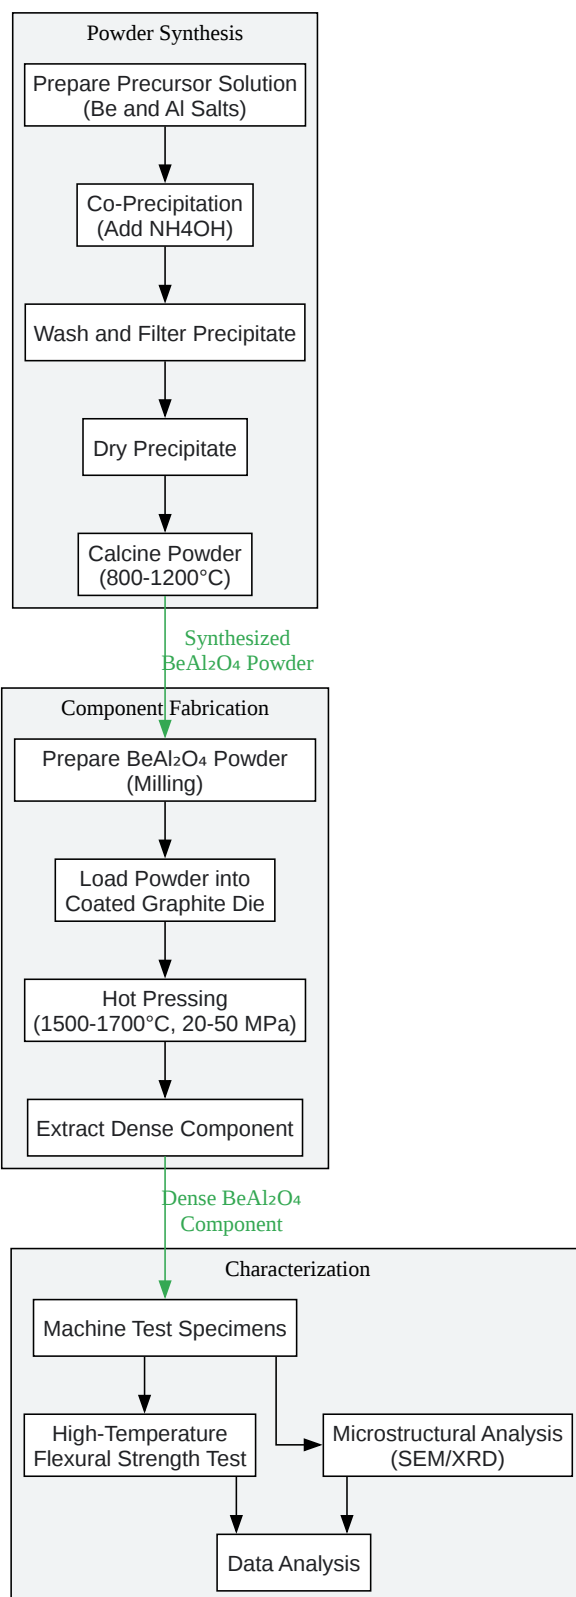 Powder Synthesis
Prepare Precursor Solution
(Be and Al Salts)
Co-Precipitation
(Add NH4OH)
Wash and Filter Precipitate
Dry Precipitate
Calcine Powder
(800-1200°C)
Synthesized
BeAl₂O₄ Powder
Component Fabrication
Prepare BeAl₂O₄ Powder
(Milling)
Load Powder into
Coated Graphite Die
Hot Pressing
(1500-1700°C, 20-50 MPa)
Extract Dense Component
Dense BeAl₂O₄
Component
Characterization
Machine Test Specimens
High-Temperature
Flexural Strength Test
Microstructural Analysis
(SEM/XRD)
Data Analysis